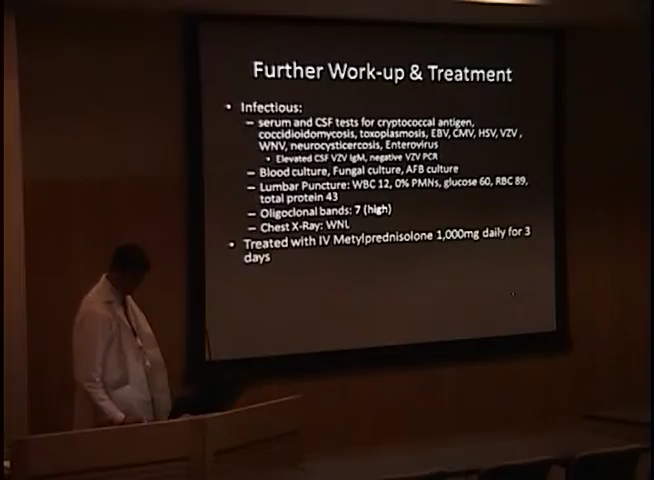 Further Work-up & Treatment
• Infectious:
– serum and CSF tests for cryptococcal antigen,
coccidioidomycosis, toxoplasmosis, EBV, CMV, HSV, VZV ,
WNV, neurocysticercosis, Enterovirus
• Elevated CSF VZV IgM, negative VZV PCR
– Blood culture, Fungal culture, AFB culture
– Lumbar Puncture: WBC 12, 0% PMNs, glucose 60, RBC 89,
total protein 43
– Oligoclonal bands: 7 (high)
– Chest X-Ray: WNL
• Treated with IV Metylprednisolone 1,000mg daily for 3
days